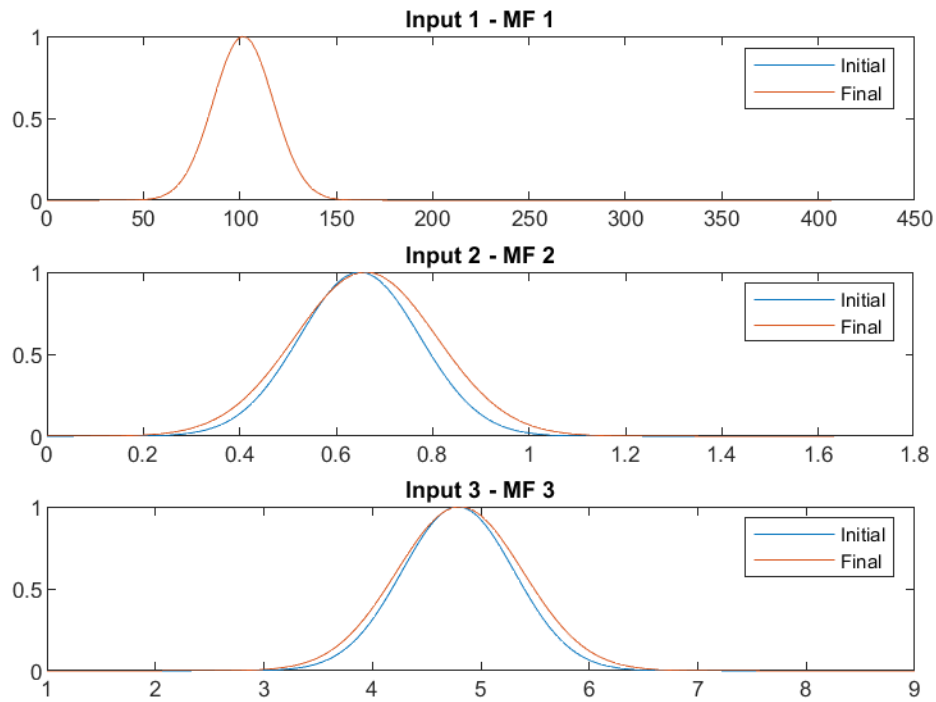 Input 1 - MF 1
1
0.5
0
Initial
Final
0 50 100 150 200 250 300 350 400 450
Input 2 - MF 2
1
0.5
0
Initial
Final
0 0.2 0.4 0.6 0.8 1 1.2 1.4 1.6 1.8
Input 3 - MF 3
1
0.5
0
Initial
Final
1 2 3 4 5 6 7 8 9